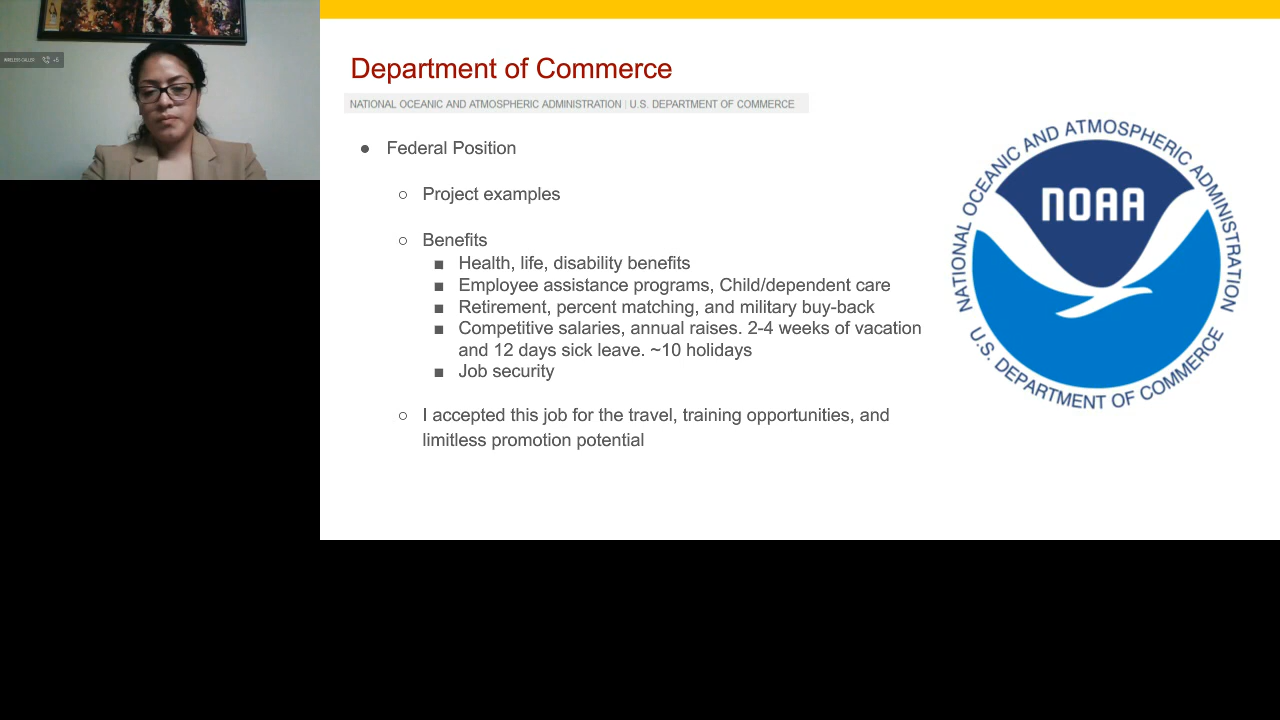 WIRELESS CALLER +5
Department of Commerce
NATIONAL OCEANIC AND ATMOSPHERIC ADMINISTRATION | U.S. DEPARTMENT OF COMMERCE
● Federal Position
○ Project examples
○ Benefits
■ Health, life, disability benefits
■ Employee assistance programs, Child/dependent care
■ Retirement, percent matching, and military buy-back
■ Competitive salaries, annual raises. 2-4 weeks of vacation
and 12 days sick leave. ~10 holidays
■ Job security
○ I accepted this job for the travel, training opportunities, and
limitless promotion potential
NATIONAL OCEANIC AND ATMOSPHERIC ADMINISTRATION
NOAA
U.S. DEPARTMENT OF COMMERCE